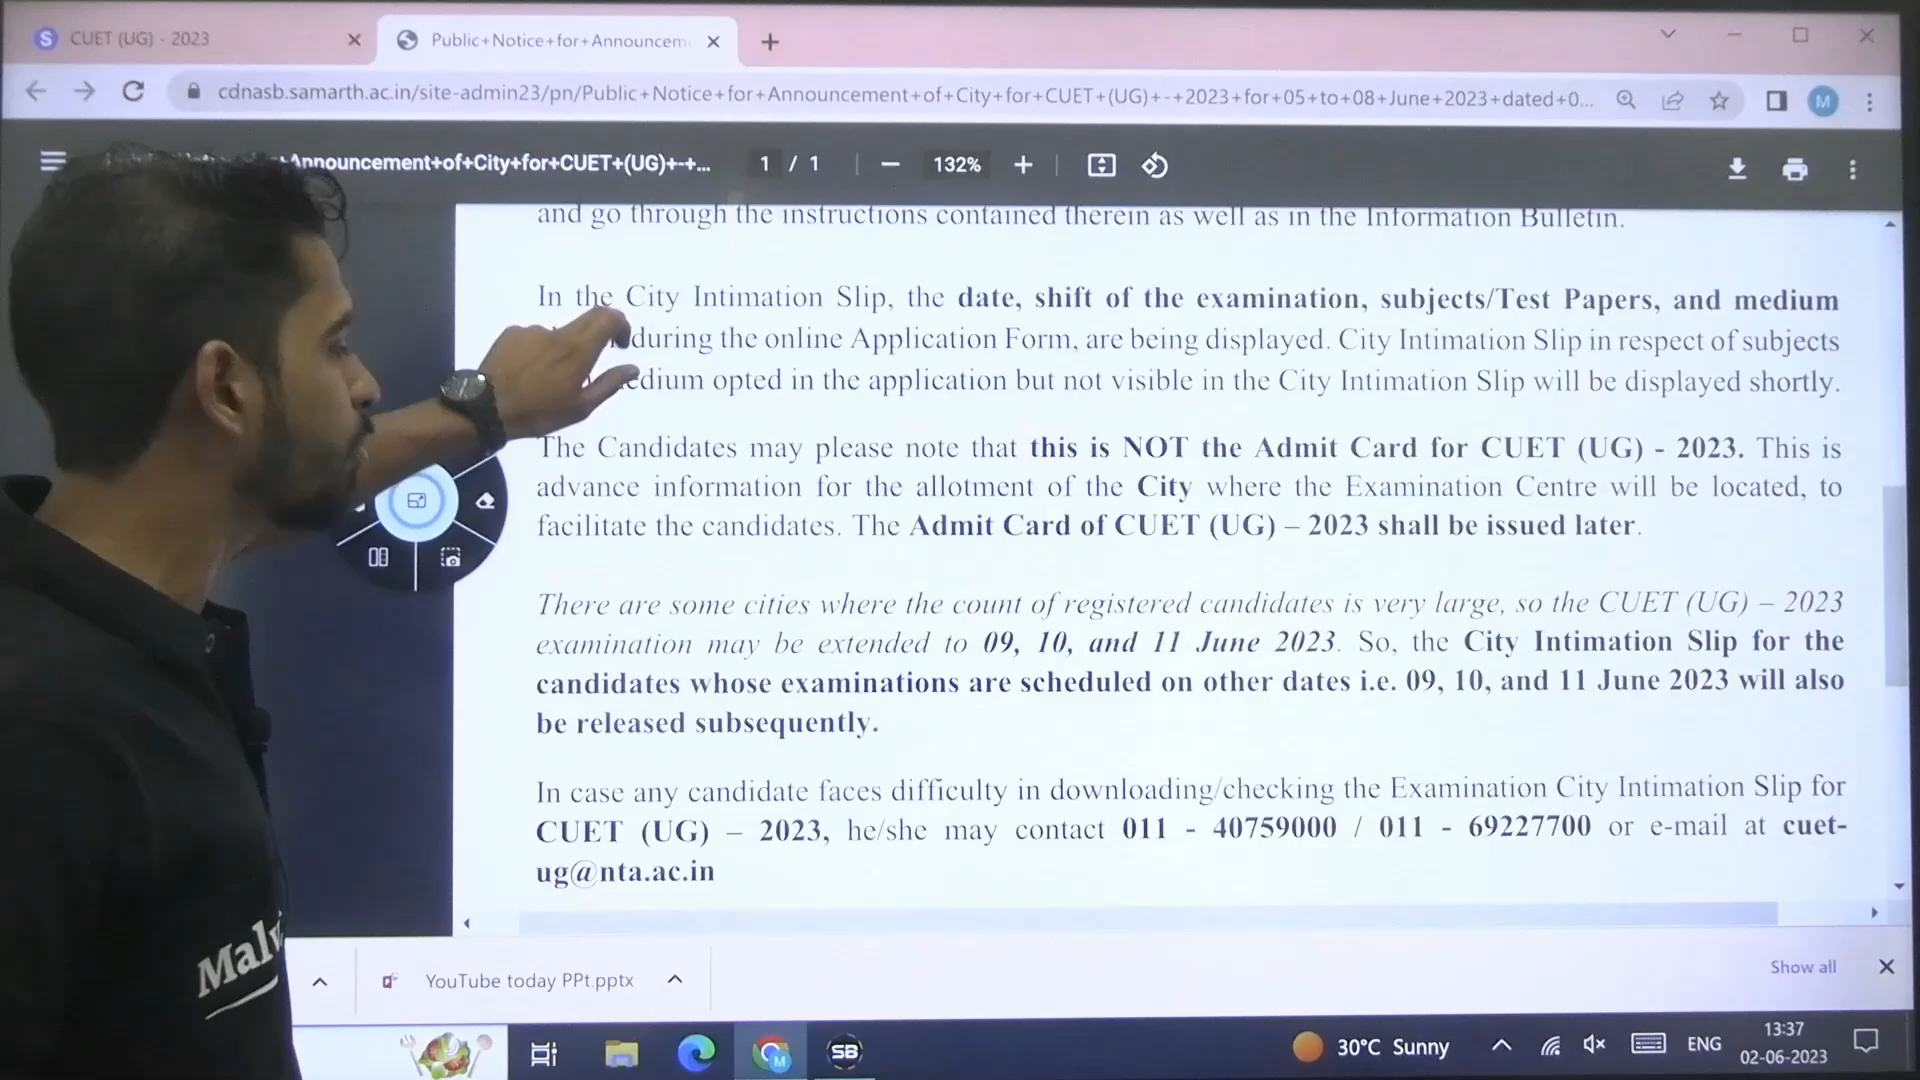 CUET (UG) - 2023
Public+Notice+for+Announcem
cdnasb.samarth.ac.in/site-admin23/pn/Public+Notice+for+Announcement+of+City+for+CUET+(UG)+-+2023+for+05+to+08+June+2023+dated+0...
M
Announcement+of+City+for+CUET+(UG)+-+...
1 / 1
132%
and go through the instructions contained therein as well as in the Information Bulletin.
In the City Intimation Slip, the date, shift of the examination, subjects/Test Papers, and medium
during the online Application Form, are being displayed. City Intimation Slip in respect of subjects
medium opted in the application but not visible in the City Intimation Slip will be displayed shortly.
The Candidates may please note that this is NOT the Admit Card for CUET (UG) - 2023. This is
advance information for the allotment of the City where the Examination Centre will be located, to
facilitate the candidates. The Admit Card of CUET (UG) – 2023 shall be issued later.
There are some cities where the count of registered candidates is very large, so the CUET (UG) – 2023
examination may be extended to 09, 10, and 11 June 2023. So, the City Intimation Slip for the
candidates whose examinations are scheduled on other dates i.e. 09, 10, and 11 June 2023 will also
be released subsequently.
In case any candidate faces difficulty in downloading/checking the Examination City Intimation Slip for
CUET (UG) – 2023, he/she may contact 011 - 40759000 / 011 - 69227700 or e-mail at cuet-
ug@nta.ac.in
YouTube today PPt.pptx
Show all
SB
30°C Sunny
ENG
13:37
02-06-2023